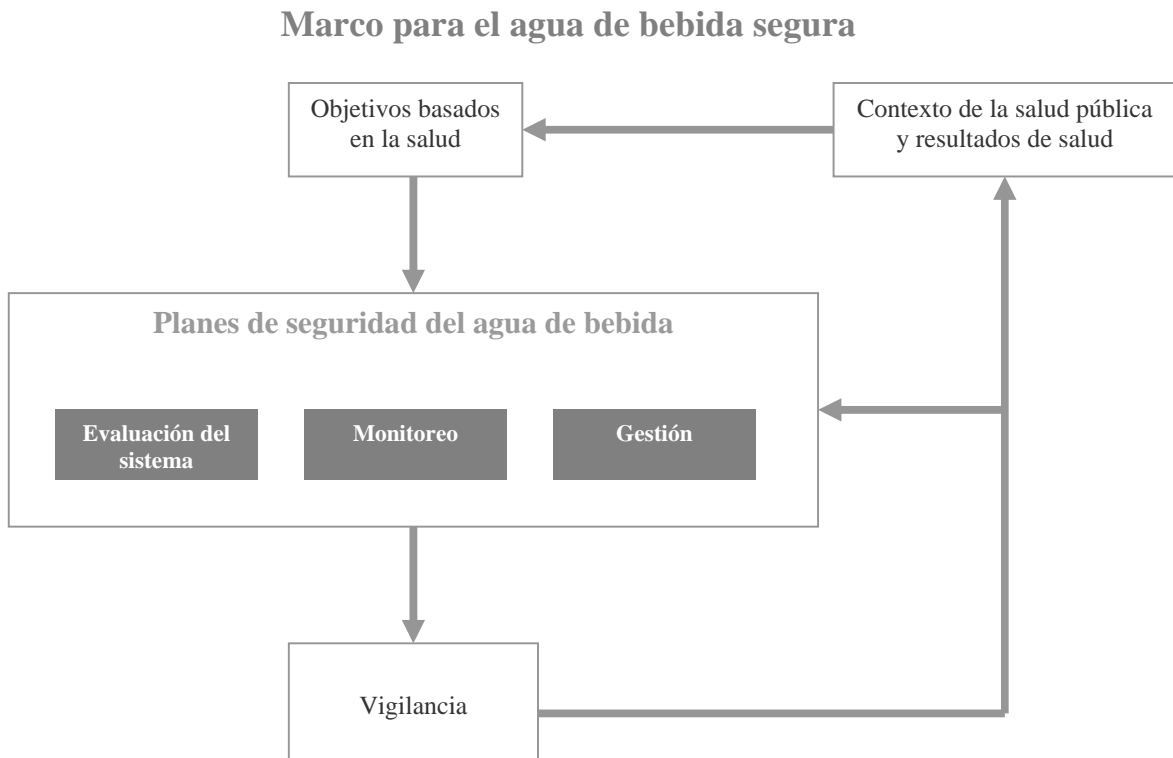 Marco para el agua de bebida segura
Objetivos basados
en la salud
Contexto de la salud pública
y resultados de salud
Planes de seguridad del agua de bebida
Evaluación del
sistema
Monitoreo
Gestión
Vigilancia